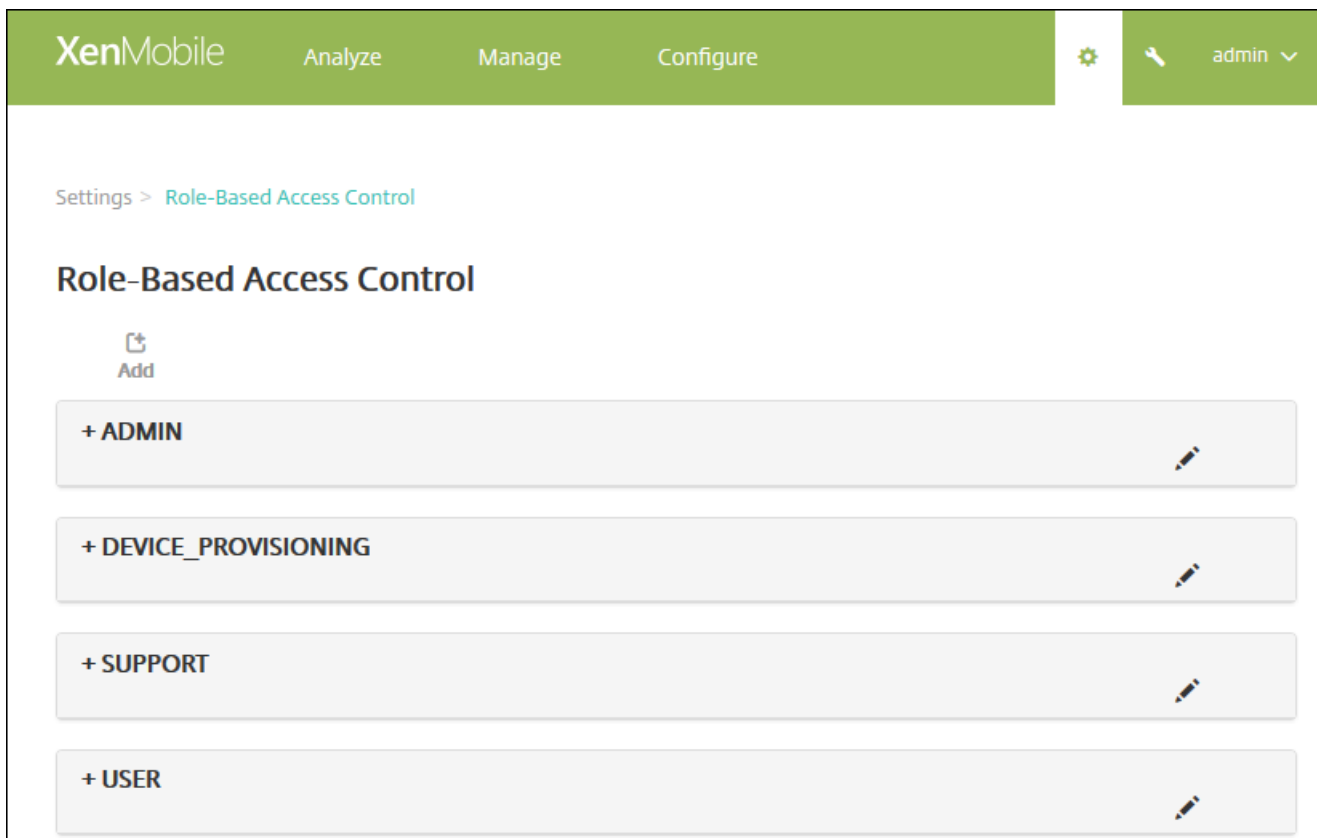 XenMobile Analyze Manage Configure admin
Settings > Role-Based Access Control
Role-Based Access Control
Add
+ ADMIN
+ DEVICE_PROVISIONING
+ SUPPORT
+ USER